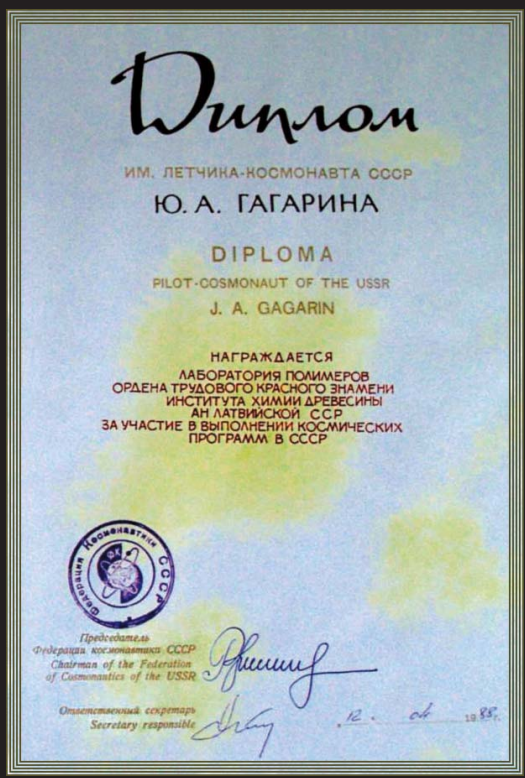 Диплом
ИМ. ЛЕТЧИКА-КОСМОНАВТА СССР
Ю. А. ГАГАРИНА
DIPLOMA
PILOT-COSMONAUT OF THE USSR
J. A. GAGARIN
НАГРАЖДАЕТСЯ
ЛАБОРАТОРИЯ ПОЛИМЕРОВ
ОРДЕНА ТРУДОВОГО КРАСНОГО ЗНАМЕНИ
ИНСТИТУТА ХИМИИ ДРЕВЕСИНЫ
АН ЛАТВИЙСКОЙ ССР
ЗА УЧАСТИЕ В ВЫПОЛНЕНИИ КОСМИЧЕСКИХ
ПРОГРАММ В СССР
Федерация Космонавтики СССР
Председатель
Федерации космонавтики СССР
Chairman of the Federation
of Cosmonautics of the USSR
Ответственный секретарь
Secretary responsible
12. 04 1988г.